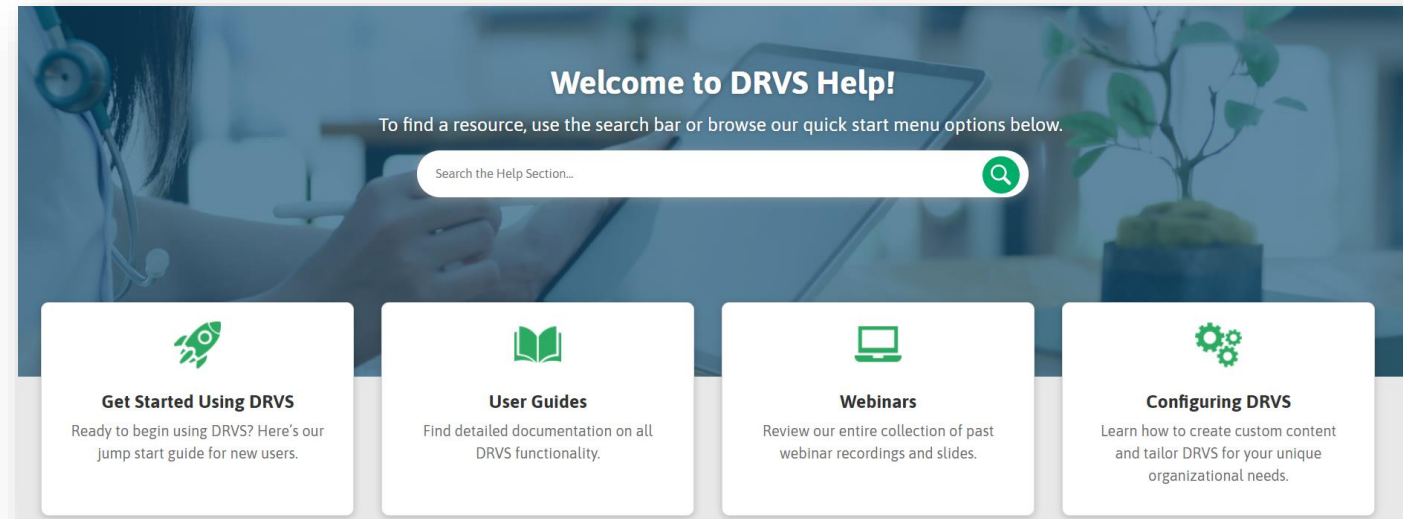 Welcome to DRVS Help!
To find a resource, use the search bar or browse our quick start menu options below.
Search the Help Section...
Get Started Using DRVS
Ready to begin using DRVS? Here's our
jump start guide for new users.
User Guides
Find detailed documentation on all
DRVS functionality.
Webinars
Review our entire collection of past
webinar recordings and slides.
Configuring DRVS
Learn how to create custom content
and tailor DRVS for your unique
organizational needs.